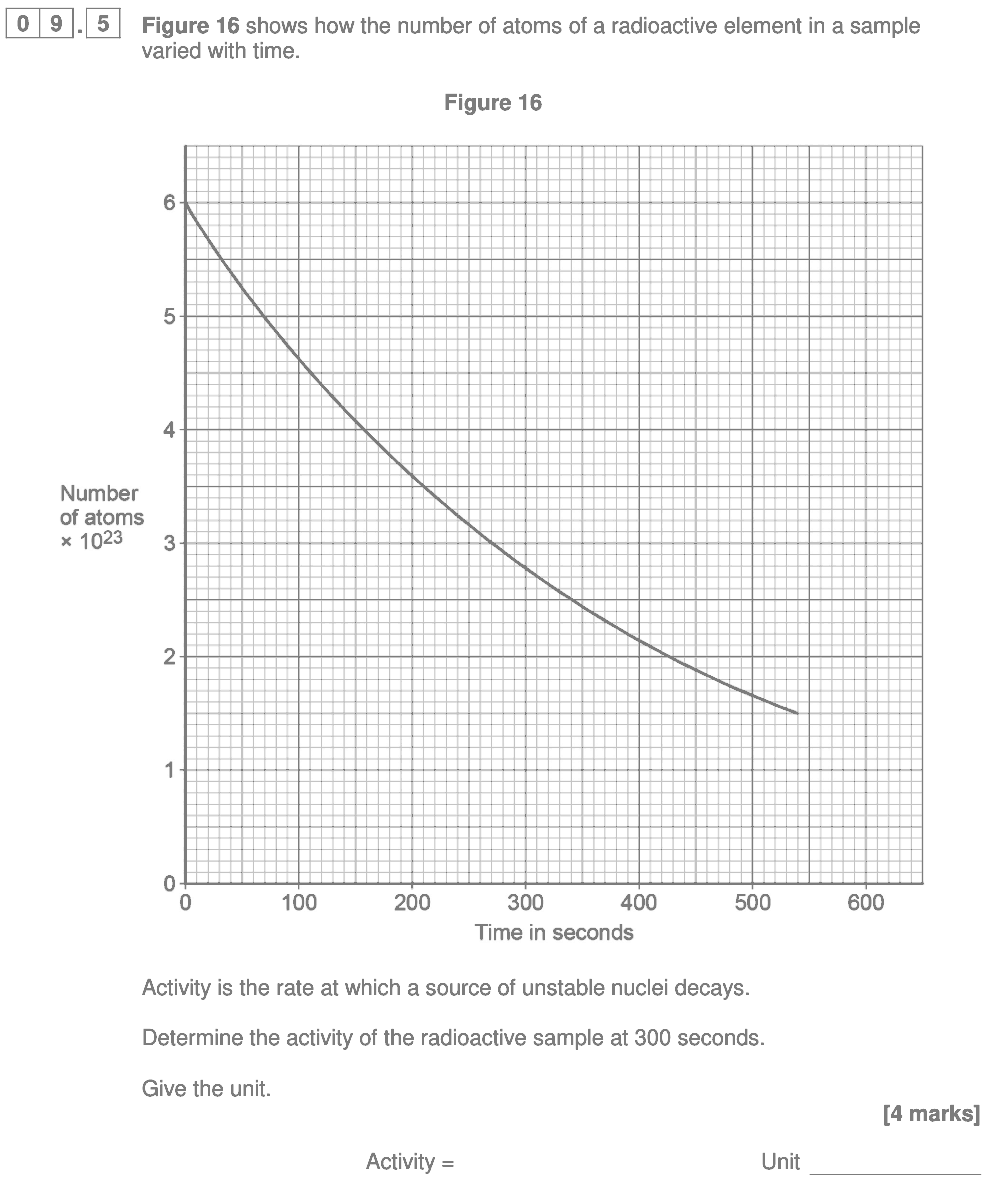 0 9 . 5 Figure 16 shows how the number of atoms of a radioactive element in a sample
varied with time.
Figure 16
6
5
4
Number
of atoms
× 10²³
3
2
1
0
0 100 200 300 400 500 600
Time in seconds
Activity is the rate at which a source of unstable nuclei decays.
Determine the activity of the radioactive sample at 300 seconds.
Give the unit.
[4 marks]
Activity = Unit